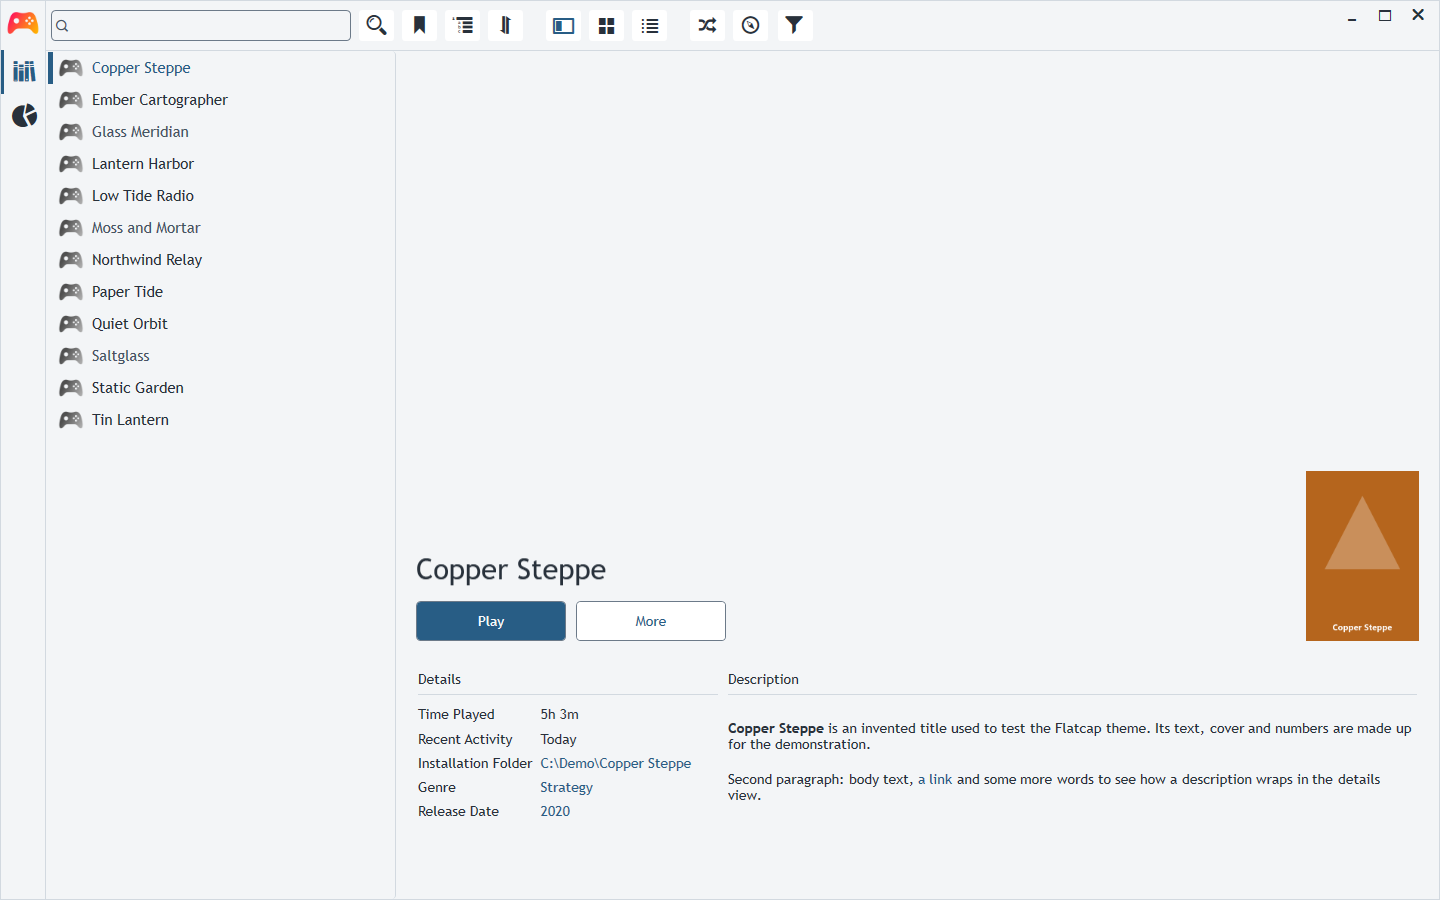 Copper Steppe
Ember Cartographer
Glass Meridian
Lantern Harbor
Low Tide Radio
Moss and Mortar
Northwind Relay
Paper Tide
Quiet Orbit
Saltglass
Static Garden
Tin Lantern
Copper Steppe
Copper Steppe
Play
More
Details
Time Played 5h 3m
Recent Activity Today
Installation Folder C:\Demo\Copper Steppe
Genre Strategy
Release Date 2020
Description
Copper Steppe is an invented title used to test the Flatcap theme. Its text, cover and numbers are made up
for the demonstration.
Second paragraph: body text, a link and some more words to see how a description wraps in the details
view.